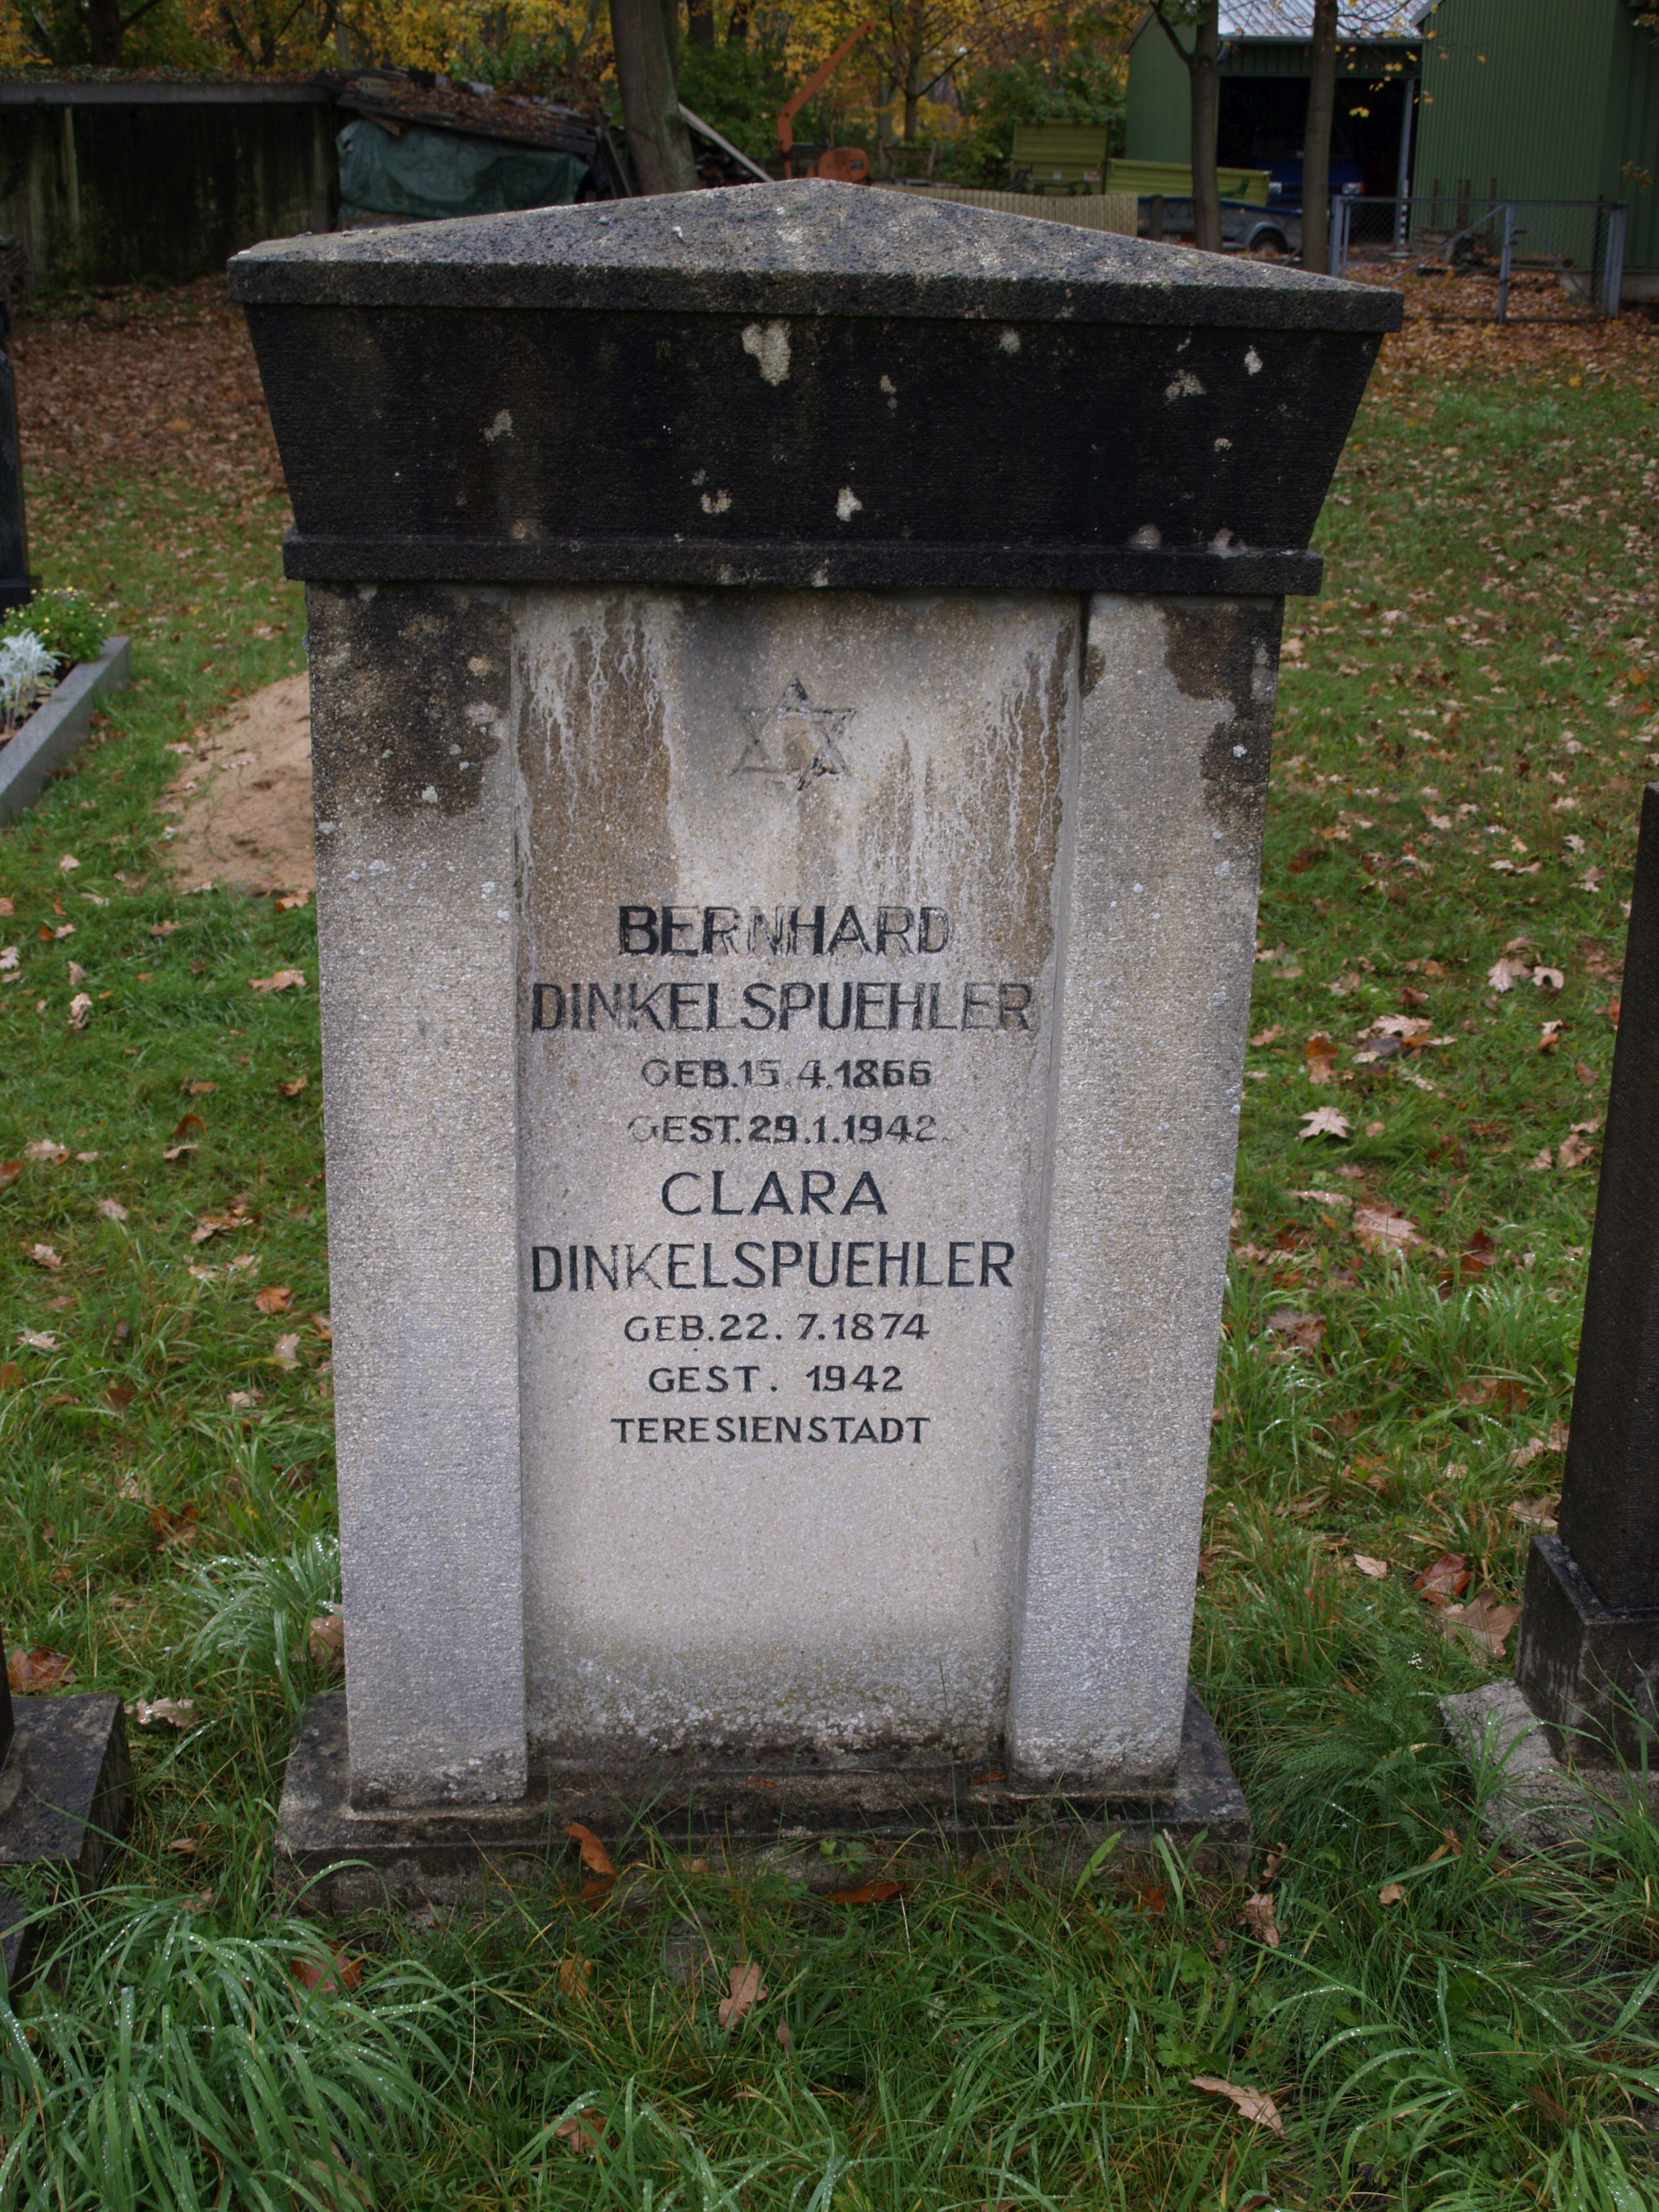 BERNHARD
DINKELSPUEHLER
GEB.15.4.1866
GEST.29.1.1942.
CLARA
DINKELSPUEHLER
GEB.22.7.1874
GEST. 1942
TERESIENSTADT